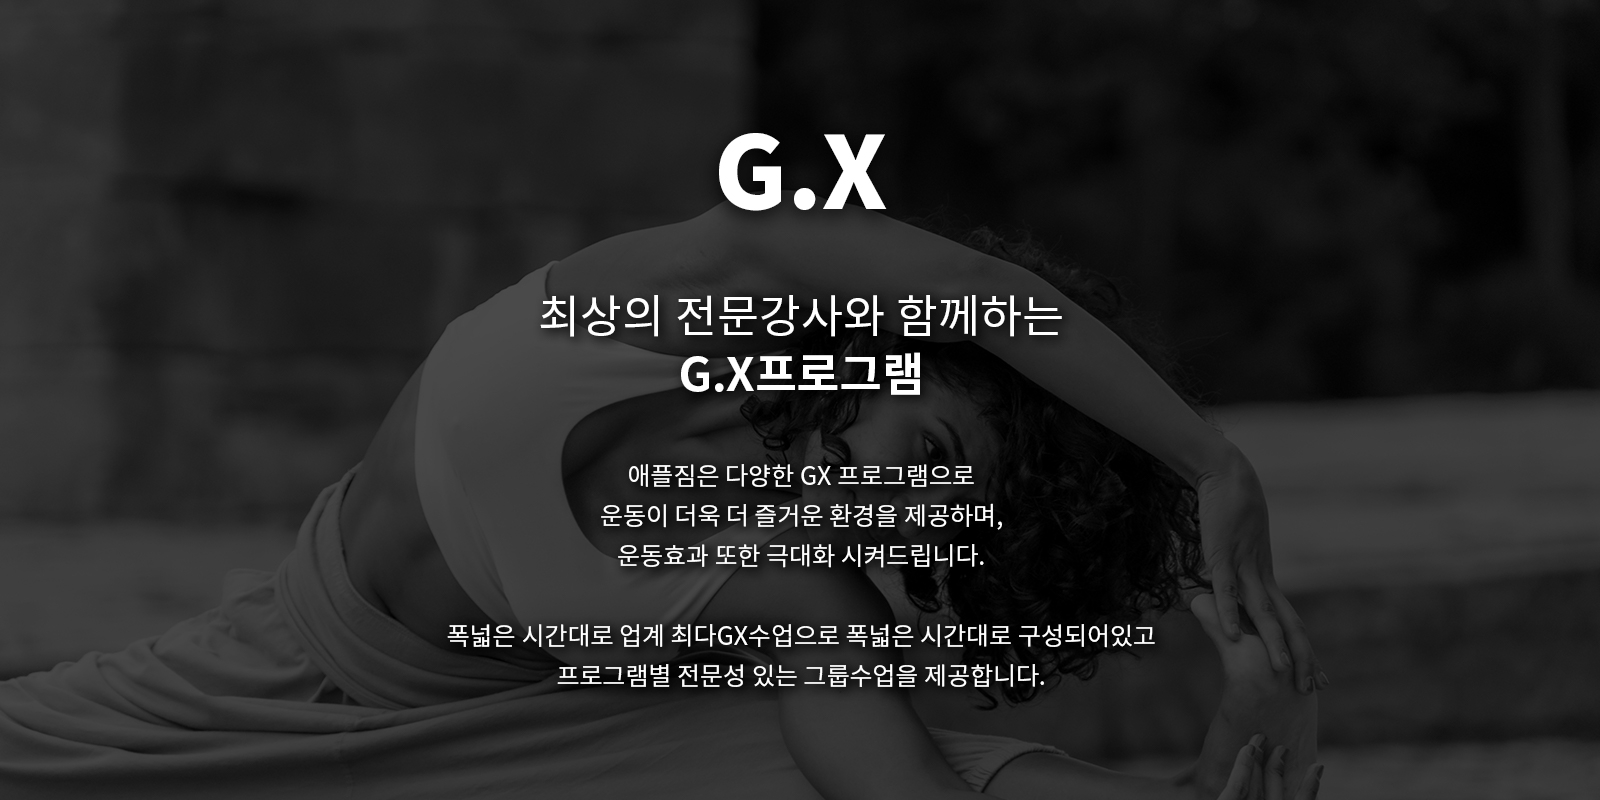 G.X
최상의 전문강사와 함께하는
G.X프로그램
애플짐은 다양한 GX 프로그램으로
운동이 더욱 더 즐거운 환경을 제공하며,
운동효과 또한 극대화 시켜드립니다.
폭넓은 시간대로 업계 최다GX수업으로 폭넓은 시간대로 구성되어있고
프로그램별 전문성 있는 그룹수업을 제공합니다.